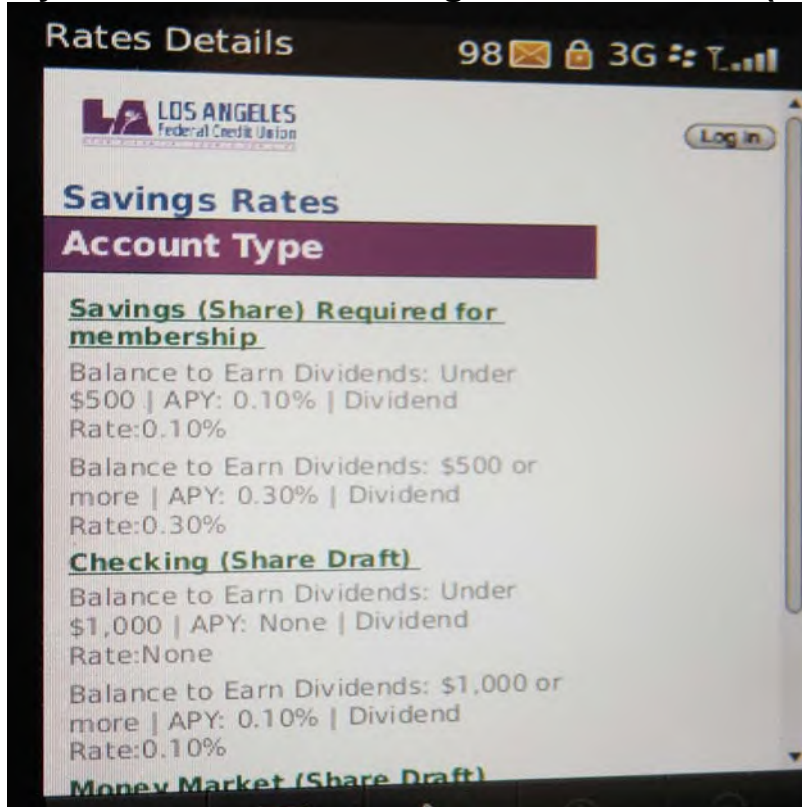 Rates Details 98 3G
LOS ANGELES
Federal Credit Union
Log In
Savings Rates
Account Type
Savings (Share) Required for
membership
Balance to Earn Dividends: Under
$500 | APY: 0.10% | Dividend
Rate:0.10%
Balance to Earn Dividends: $500 or
more | APY: 0.30% | Dividend
Rate:0.30%
Checking (Share Draft)
Balance to Earn Dividends: Under
$1,000 | APY: None | Dividend
Rate:None
Balance to Earn Dividends: $1,000 or
more | APY: 0.10% | Dividend
Rate:0.10%
Money Market (Share Draft)